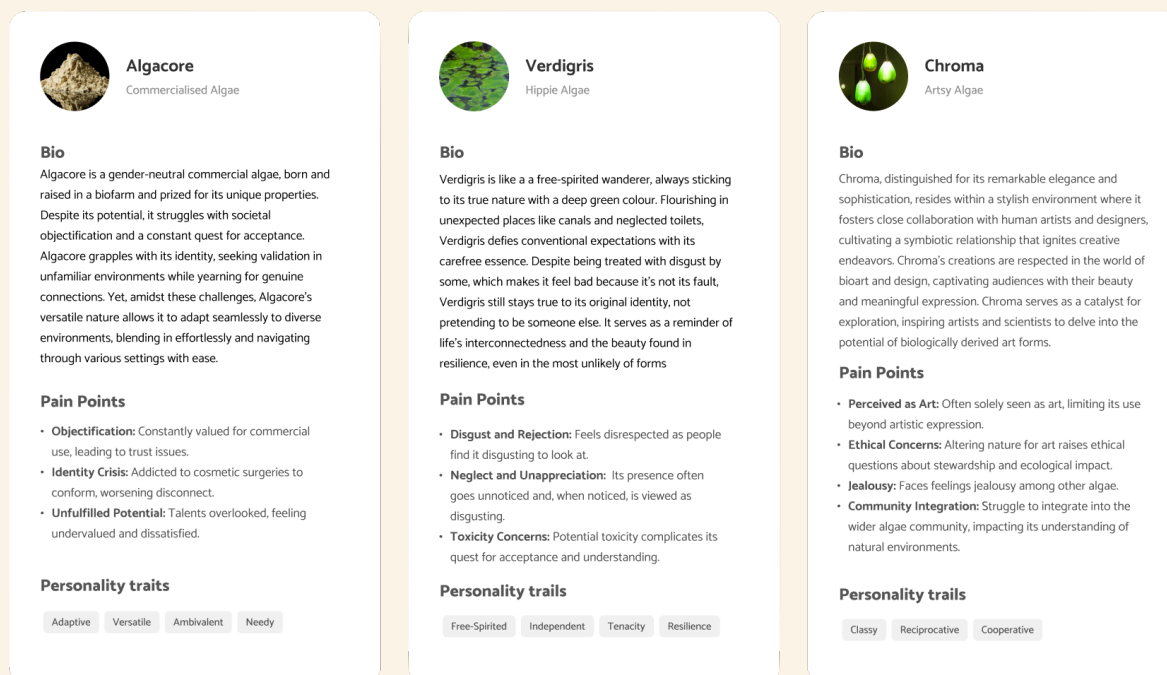 Algacore
Commercialised Algae
Bio
Algacore is a gender-neutral commercial algae, born and
raised in a biofarm and prized for its unique properties.
Despite its potential, it struggles with societal
objectification and a constant quest for acceptance.
Algacore grapples with its identity, seeking validation in
unfamiliar environments while yearning for genuine
connections. Yet, amidst these challenges, Algacore's
versatile nature allows it to adapt seamlessly to diverse
environments, blending in effortlessly and navigating
through various settings with ease.
Pain Points
• Objectification: Constantly valued for commercial
use, leading to trust issues.
• Identity Crisis: Addicted to cosmetic surgeries to
conform, worsening disconnect.
• Unfulfilled Potential: Talents overlooked, feeling
undervalued and dissatisfied.
Personality traits
Adaptive Versatile Ambivalent Needy
Verdigris
Hippie Algae
Bio
Verdigris is like a a free-spirited wanderer, always sticking
to its true nature with a deep green colour. Flourishing in
unexpected places like canals and neglected toilets,
Verdigris defies conventional expectations with its
carefree essence. Despite being treated with disgust by
some, which makes it feel bad because it's not its fault,
Verdigris still stays true to its original identity, not
pretending to be someone else. It serves as a reminder of
life's interconnectedness and the beauty found in
resilience, even in the most unlikely of forms
Pain Points
• Disgust and Rejection: Feels disrespected as people
find it disgusting to look at.
• Neglect and Unappreciation: Its presence often
goes unnoticed and, when noticed, is viewed as
disgusting.
• Toxicity Concerns: Potential toxicity complicates its
quest for acceptance and understanding.
Personality trails
Free-Spirited Independent Tenacity Resilience
Chroma
Artsy Algae
Bio
Chroma, distinguished for its remarkable elegance and
sophistication, resides within a stylish environment where it
fosters close collaboration with human artists and designers,
cultivating a symbiotic relationship that ignites creative
endeavors. Chroma's creations are respected in the world of
bioart and design, captivating audiences with their beauty
and meaningful expression. Chroma serves as a catalyst for
exploration, inspiring artists and scientists to delve into the
potential of biologically derived art forms.
Pain Points
• Perceived as Art: Often solely seen as art, limiting its use
beyond artistic expression.
• Ethical Concerns: Altering nature for art raises ethical
questions about stewardship and ecological impact.
• Jealousy: Faces feelings jealousy among other algae.
• Community Integration: Struggle to integrate into the
wider algae community, impacting its understanding of
natural environments.
Personality trails
Classy Reciprocative Cooperative